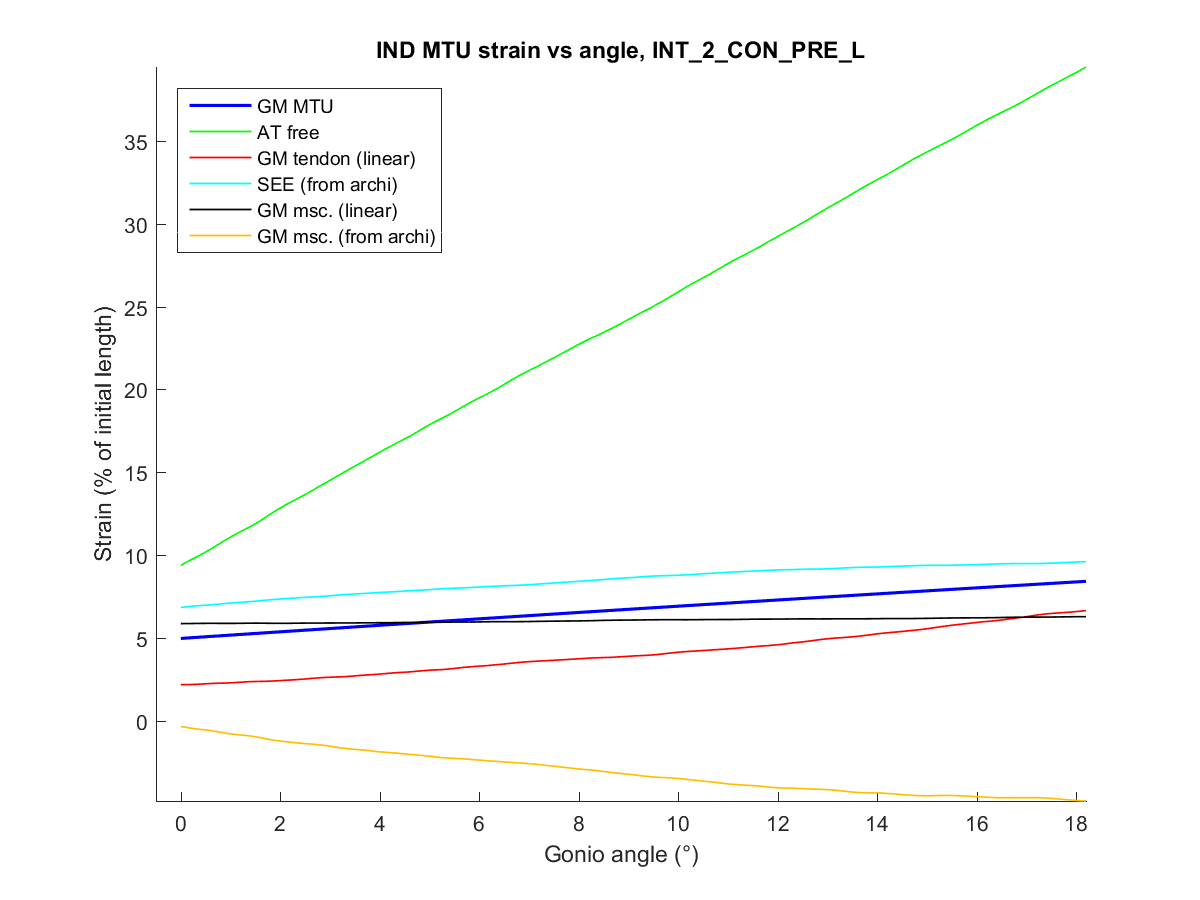 IND MTU strain vs angle, INT_2_CON_PRE_L
GM MTU
AT free
GM tendon (linear)
SEE (from archi)
GM msc. (linear)
GM msc. (from archi)
Strain (% of initial length)
35
30
25
20
15
10
5
0
0 2 4 6 8 10 12 14 16 18
Gonio angle (°)